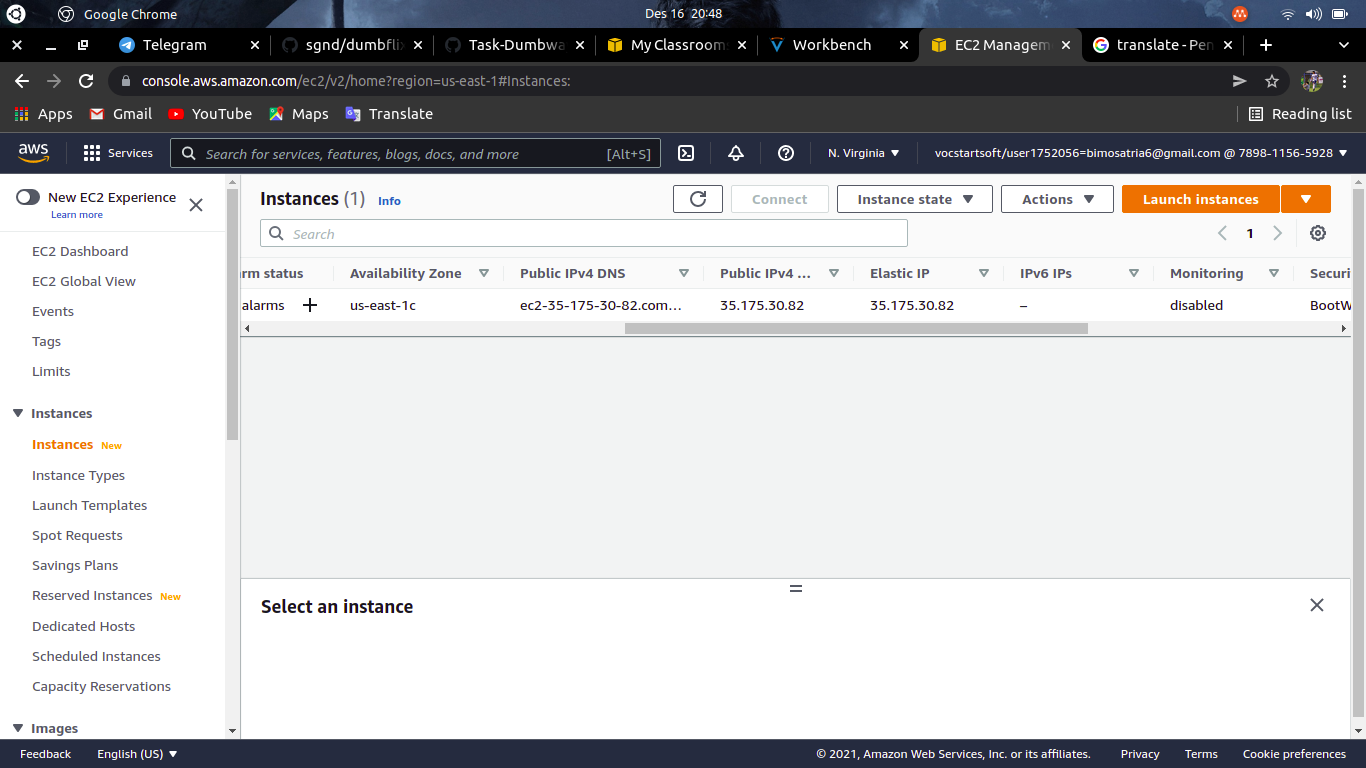 Google Chrome
Des 16 20:48
Telegram
sgnd/dumbfli
Task-Dumbwa
My Classroom
Workbench
EC2 Managem
translate - Pen
console.aws.amazon.com/ec2/v2/home?region=us-east-1#Instances:
Apps
Gmail
YouTube
Maps
Translate
Reading list
aws
Services
Search for services, features, blogs, docs, and more
[Alt+S]
N. Virginia
vocstartsoft/user1752056=bimosatria6@gmail.com @ 7898-1156-5928
New EC2 Experience
Learn more
EC2 Dashboard
EC2 Global View
Events
Tags
Limits
Instances
Instances New
Instance Types
Launch Templates
Spot Requests
Savings Plans
Reserved Instances New
Dedicated Hosts
Scheduled Instances
Capacity Reservations
Images
Instances (1) Info
Connect
Instance state
Actions
Launch instances
Search
1
rm status
Availability Zone
Public IPv4 DNS
Public IPv4 ...
Elastic IP
IPv6 IPs
Monitoring
Securi
alarms
us-east-1c
ec2-35-175-30-82.com...
35.175.30.82
35.175.30.82
–
disabled
BootW
Select an instance
Feedback
English (US)
© 2021, Amazon Web Services, Inc. or its affiliates.
Privacy
Terms
Cookie preferences